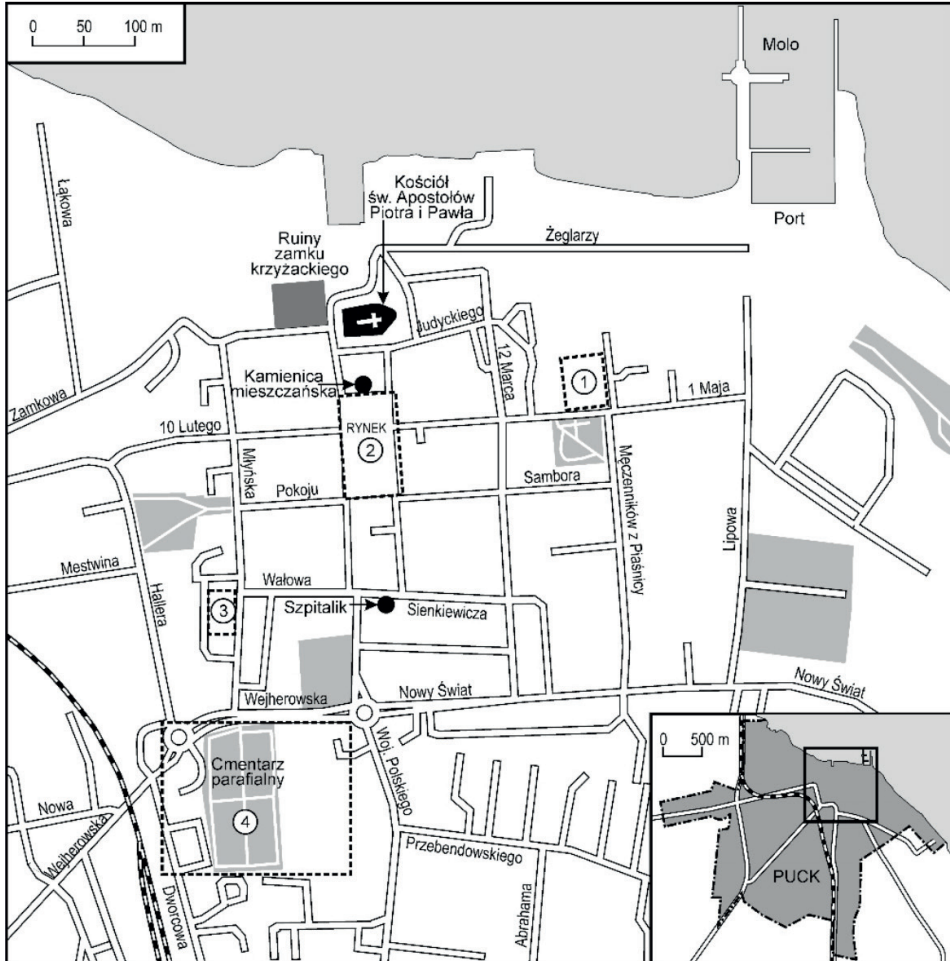 0 50 100 m
Molo
Port
Kościół
św. Apostołów
Piotra i Pawła
Łąkowa
Żeglarzy
Ruiny
zamku
krzyżackiego
Judyckiego
12 Marca
Kamienica
mieszczańska
Zamkowa
1
1 Maja
10 Lutego
RYNEK
2
Młyńska
Pokoju
Sambora
Męczenników z Piaśnicy
Lipowa
Mestwina
Hallera
Wałowa
3
Szpitalik
Sienkiewicza
Wejherowska
Nowy Świat
Nowy Świat
Woj. Polskiego
Cmentarz
parafialny
4
Nowa
Wejherowska
Dworcowa
Przebendowskiego
Abrahama
0 500 m
PUCK